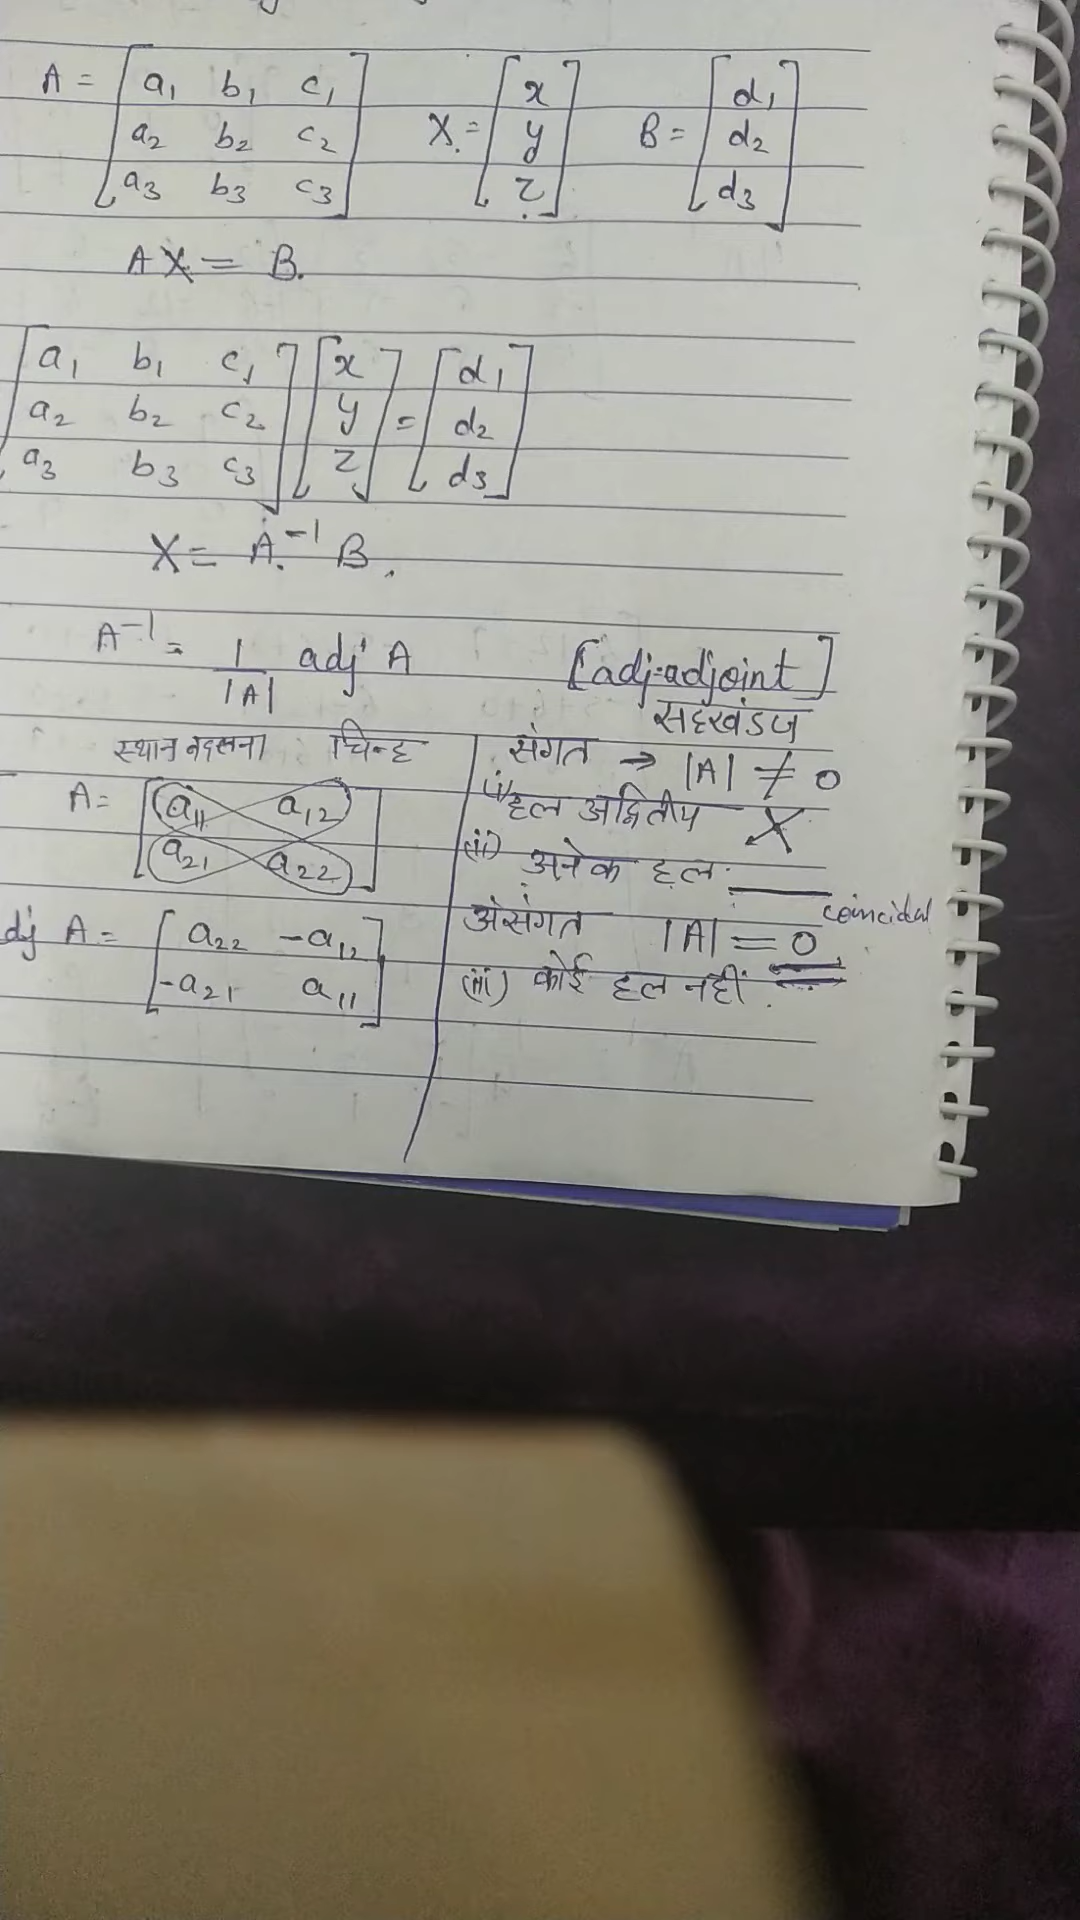 A = [ a₁ b₁ c₁ ] X = [ x ] B = [ d₁ ]
a₂ b₂ c₂ y d₂
a₃ b₃ c₃ z d₃
AX = B.
[ a₁ b₁ c₁ ] [ x ] = [ d₁ ]
a₂ b₂ c₂ y d₂
a₃ b₃ c₃ z d₃
X = A⁻¹ B.
A⁻¹ = 1/|A| adj A [adj-adjoint]
सहखंडज
स्थान बदलना चिन्ह
A = [ a₁₁ a₁₂ ]
a₂₁ a₂₂
dj A = [ a₂₂ -a₁₂ ]
-a₂₁ a₁₁
संगत → |A| ≠ 0
(i) हल अद्वितीय X
(ii) अनेक हल
coincidal
असंगत |A| = 0
(iii) कोई हल नहीं.